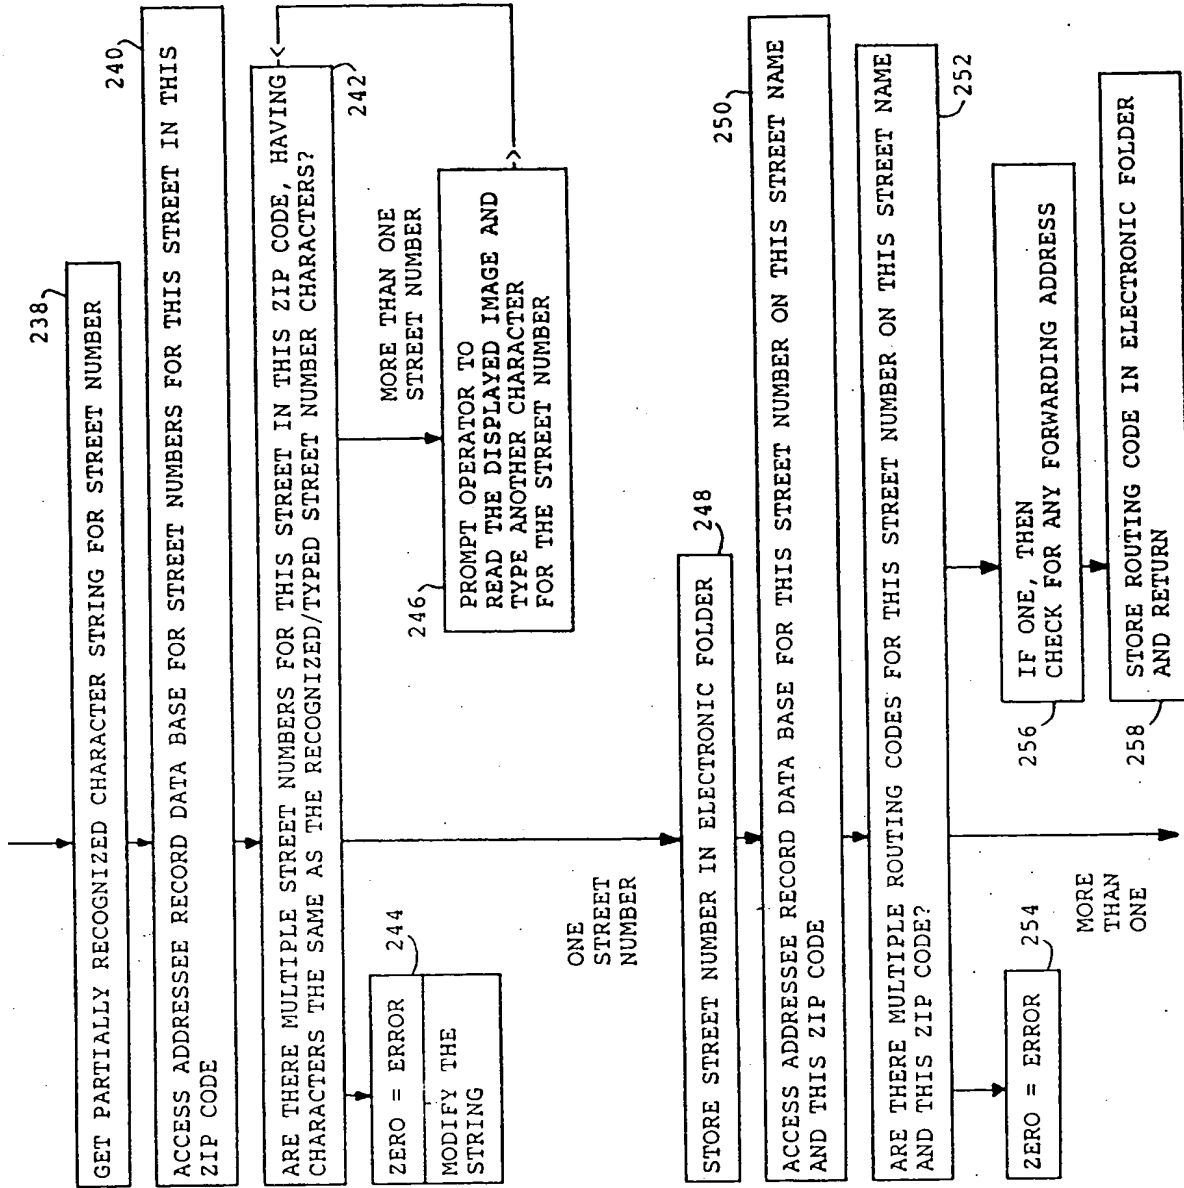 238
GET PARTIALLY RECOGNIZED CHARACTER STRING FOR STREET NUMBER
240
ACCESS ADDRESSEE RECORD DATA BASE FOR STREET NUMBERS FOR THIS STREET IN THIS
ZIP CODE
ARE THERE MULTIPLE STREET NUMBERS FOR THIS STREET IN THIS ZIP CODE, HAVING
CHARACTERS THE SAME AS THE RECOGNIZED/TYPED STREET NUMBER CHARACTERS?
242
ZERO = ERROR
MODIFY THE
STRING
244
MORE THAN ONE
STREET NUMBER
246
PROMPT OPERATOR TO
READ THE DISPLAYED IMAGE AND
TYPE ANOTHER CHARACTER
FOR THE STREET NUMBER
ONE
STREET
NUMBER
STORE STREET NUMBER IN ELECTRONIC FOLDER
248
250
ACCESS ADDRESSEE RECORD DATA BASE FOR THIS STREET NUMBER ON THIS STREET NAME
AND THIS ZIP CODE
ARE THERE MULTIPLE ROUTING CODES FOR THIS STREET NUMBER ON THIS STREET NAME
AND THIS ZIP CODE?
252
ZERO = ERROR
254
MORE
THAN
ONE
256
IF ONE, THEN
CHECK FOR ANY FORWARDING ADDRESS
258
STORE ROUTING CODE IN ELECTRONIC FOLDER
AND RETURN